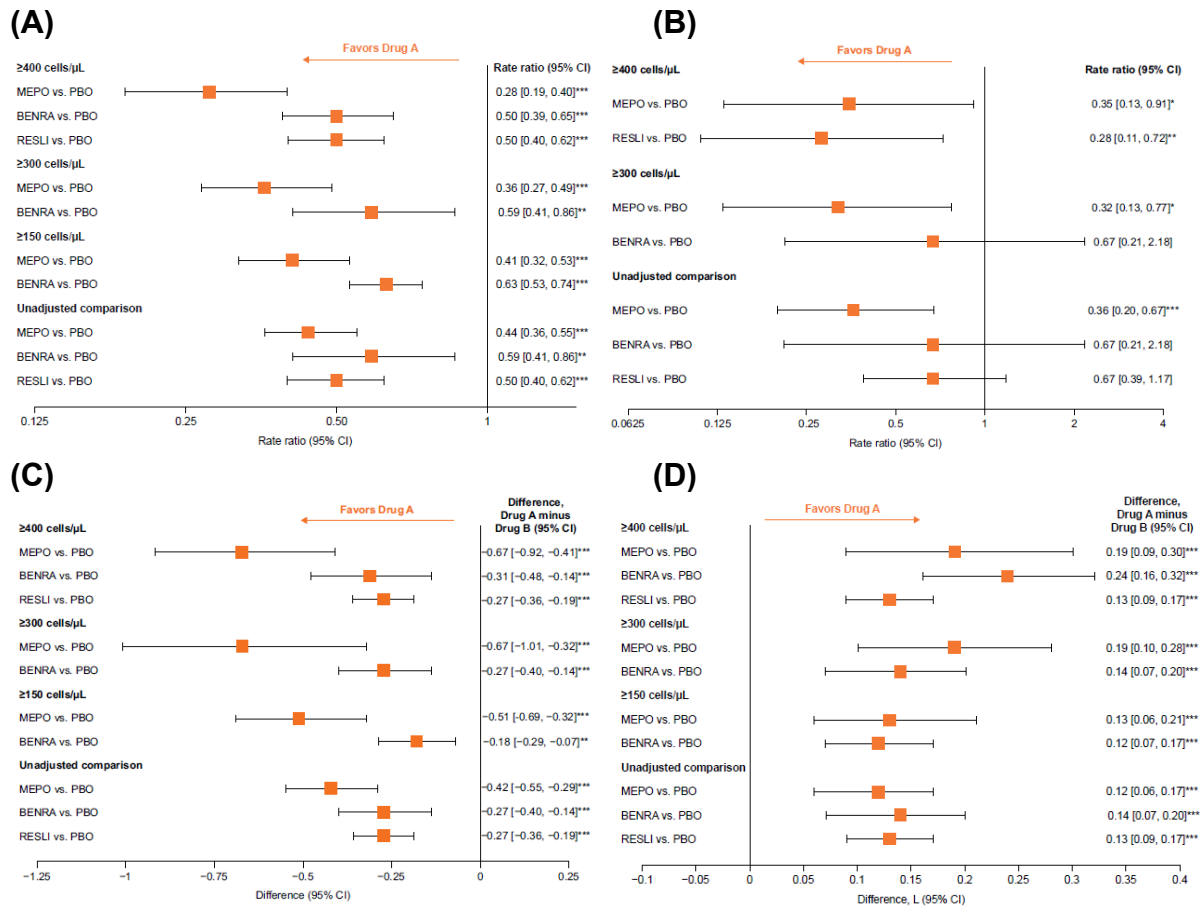 (A)
Favors Drug A
≥400 cells/µL Rate ratio (95% CI)
MEPO vs. PBO 0.28 [0.19, 0.40]***
BENRA vs. PBO 0.50 [0.39, 0.65]***
RESLI vs. PBO 0.50 [0.40, 0.62]***
≥300 cells/µL
MEPO vs. PBO 0.36 [0.27, 0.49]***
BENRA vs. PBO 0.59 [0.41, 0.86]**
≥150 cells/µL
MEPO vs. PBO 0.41 [0.32, 0.53]***
BENRA vs. PBO 0.63 [0.53, 0.74]***
Unadjusted comparison
MEPO vs. PBO 0.44 [0.36, 0.55]***
BENRA vs. PBO 0.59 [0.41, 0.86]**
RESLI vs. PBO 0.50 [0.40, 0.62]***
0.125 0.25 0.50 1
Rate ratio (95% CI)
(B)
Favors Drug A
≥400 cells/µL Rate ratio (95% CI)
MEPO vs. PBO 0.35 [0.13, 0.91]*
RESLI vs. PBO 0.28 [0.11, 0.72]**
≥300 cells/µL
MEPO vs. PBO 0.32 [0.13, 0.77]*
BENRA vs. PBO 0.67 [0.21, 2.18]
Unadjusted comparison
MEPO vs. PBO 0.36 [0.20, 0.67]***
BENRA vs. PBO 0.67 [0.21, 2.18]
RESLI vs. PBO 0.67 [0.39, 1.17]
0.0625 0.125 0.25 0.5 1 2 4
Rate ratio (95% CI)
(C)
Difference,
Favors Drug A Drug A minus
≥400 cells/µL Drug B (95% CI)
MEPO vs. PBO −0.67 [−0.92, −0.41]***
BENRA vs. PBO −0.31 [−0.48, −0.14]***
RESLI vs. PBO −0.27 [−0.36, −0.19]***
≥300 cells/µL
MEPO vs. PBO −0.67 [−1.01, −0.32]***
BENRA vs. PBO −0.27 [−0.40, −0.14]***
≥150 cells/µL
MEPO vs. PBO −0.51 [−0.69, −0.32]***
BENRA vs. PBO −0.18 [−0.29, −0.07]**
Unadjusted comparison
MEPO vs. PBO −0.42 [−0.55, −0.29]***
BENRA vs. PBO −0.27 [−0.40, −0.14]***
RESLI vs. PBO −0.27 [−0.36, −0.19]***
−1.25 −1 −0.75 −0.50 −0.25 0 0.25
Difference (95% CI)
(D)
Difference,
Favors Drug A Drug A minus
≥400 cells/µL Drug B (95% CI)
MEPO vs. PBO 0.19 [0.09, 0.30]***
BENRA vs. PBO 0.24 [0.16, 0.32]***
RESLI vs. PBO 0.13 [0.09, 0.17]***
≥300 cells/µL
MEPO vs. PBO 0.19 [0.10, 0.28]***
BENRA vs. PBO 0.14 [0.07, 0.20]***
≥150 cells/µL
MEPO vs. PBO 0.13 [0.06, 0.21]***
BENRA vs. PBO 0.12 [0.07, 0.17]***
Unadjusted comparison
MEPO vs. PBO 0.12 [0.06, 0.17]***
BENRA vs. PBO 0.14 [0.07, 0.20]***
RESLI vs. PBO 0.13 [0.09, 0.17]***
−0.1 −0.05 0 0.05 0.1 0.15 0.2 0.25 0.3 0.35 0.4
Difference, L (95% CI)